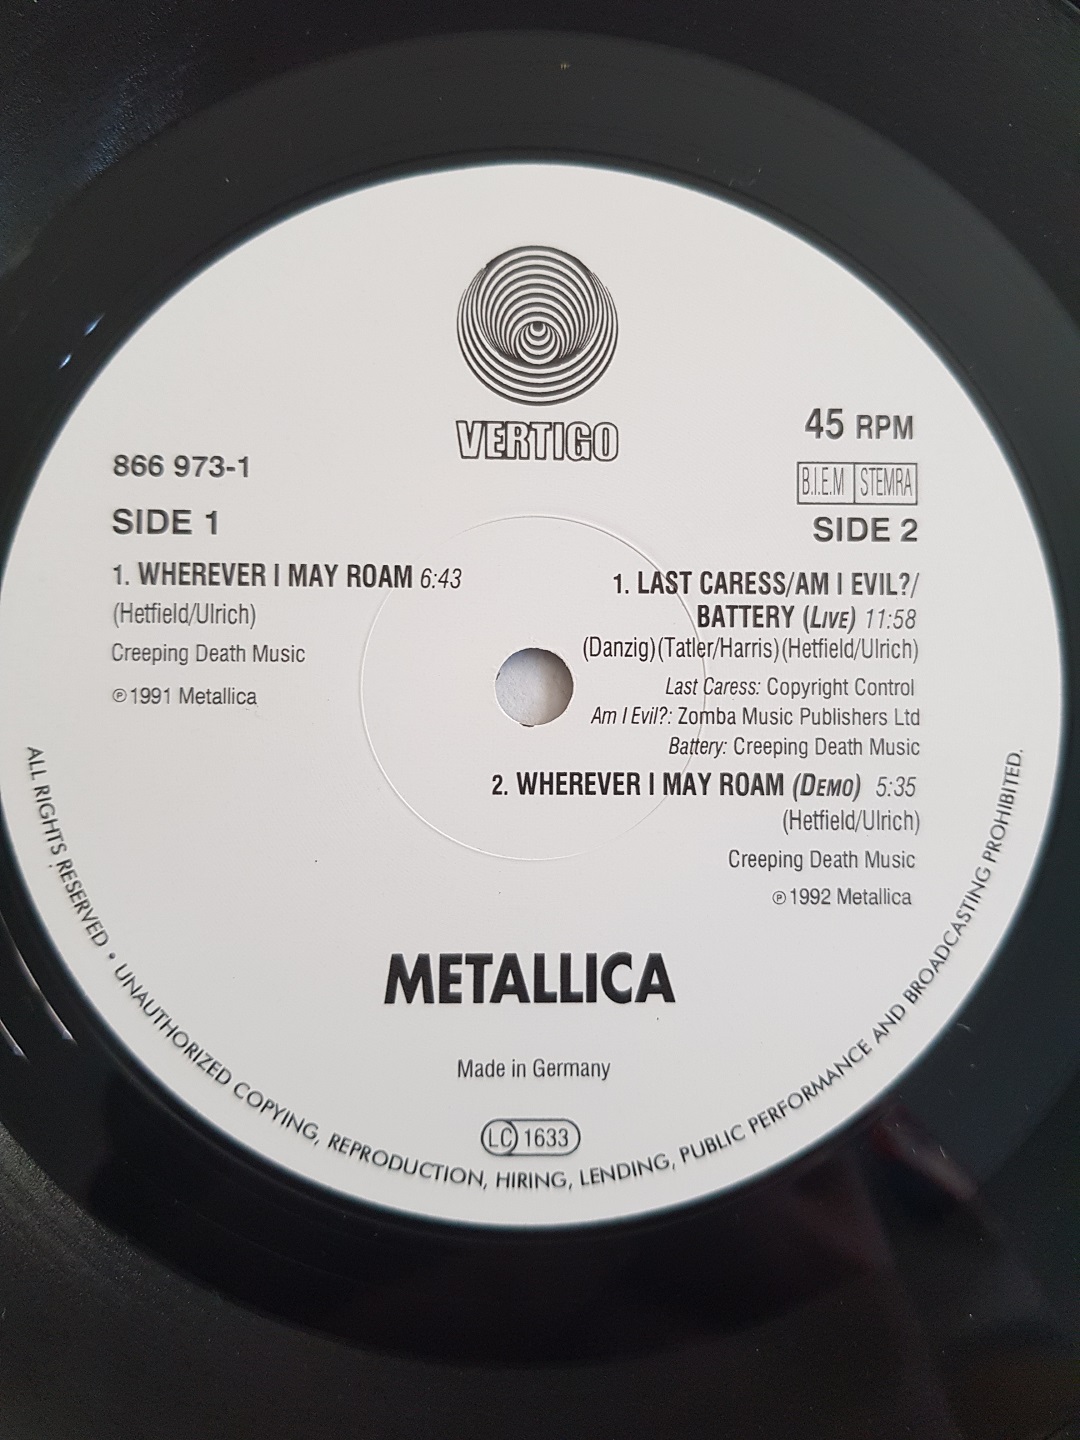 VERTIGO
866 973-1
SIDE 1
1. WHEREVER I MAY ROAM 6:43
(Hetfield/Ulrich)
Creeping Death Music
℗1991 Metallica
45 RPM
B.I.E.M STEMRA
SIDE 2
1. LAST CARESS/AM I EVIL?/
BATTERY (LIVE) 11:58
(Danzig)(Tatler/Harris)(Hetfield/Ulrich)
Last Caress: Copyright Control
Am I Evil?: Zomba Music Publishers Ltd
Battery: Creeping Death Music
2. WHEREVER I MAY ROAM (DEMO) 5:35
(Hetfield/Ulrich)
Creeping Death Music
℗1992 Metallica
METALLICA
Made in Germany
LC 1633
ALL RIGHTS RESERVED • UNAUTHORIZED COPYING, REPRODUCTION, HIRING, LENDING, PUBLIC PERFORMANCE AND BROADCASTING PROHIBITED.